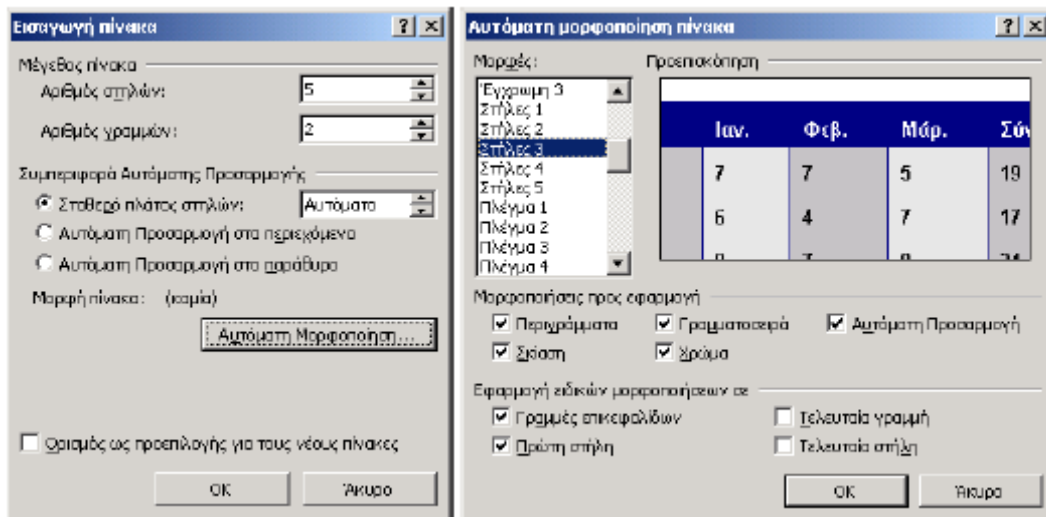 Εισαγωγή πίνακα
Μέγεθος πίνακα
Αριθμός στηλών: 5
Αριθμός γραμμών: 2
Συμπεριφορά Αυτόματης Προσαρμογής
Σταθερό πλάτος στηλών: Αυτόματο
Αυτόματη Προσαρμογή στα περιεχόμενα
Αυτόματη Προσαρμογή στο παράθυρο
Μορφή πίνακα: (καμία)
Αυτόματη Μορφοποίηση...
Ορισμός ως προεπιλογής για τους νέους πίνακες
OK Άκυρο
Αυτόματη μορφοποίηση πίνακα
Μορφές:
Έγχρωμη 3
Στήλες 1
Στήλες 2
Στήλες 3
Στήλες 4
Στήλες 5
Πλέγμα 1
Πλέγμα 2
Πλέγμα 3
Πλέγμα 4
Προεπισκόπηση
Ιαν. Φεβ. Μάρ. Σύν
7 7 5 19
6 4 7 17
Μορφοποιήσεις προς εφαρμογή
Περιγράμματα Γραμματοσειρά Αυτόματη Προσαρμογή
Σκίαση Χρώμα
Εφαρμογή ειδικών μορφοποιήσεων σε
Γραμμές επικεφαλίδων Τελευταία γραμμή
Πρώτη στήλη Τελευταία στήλη
OK Άκυρο